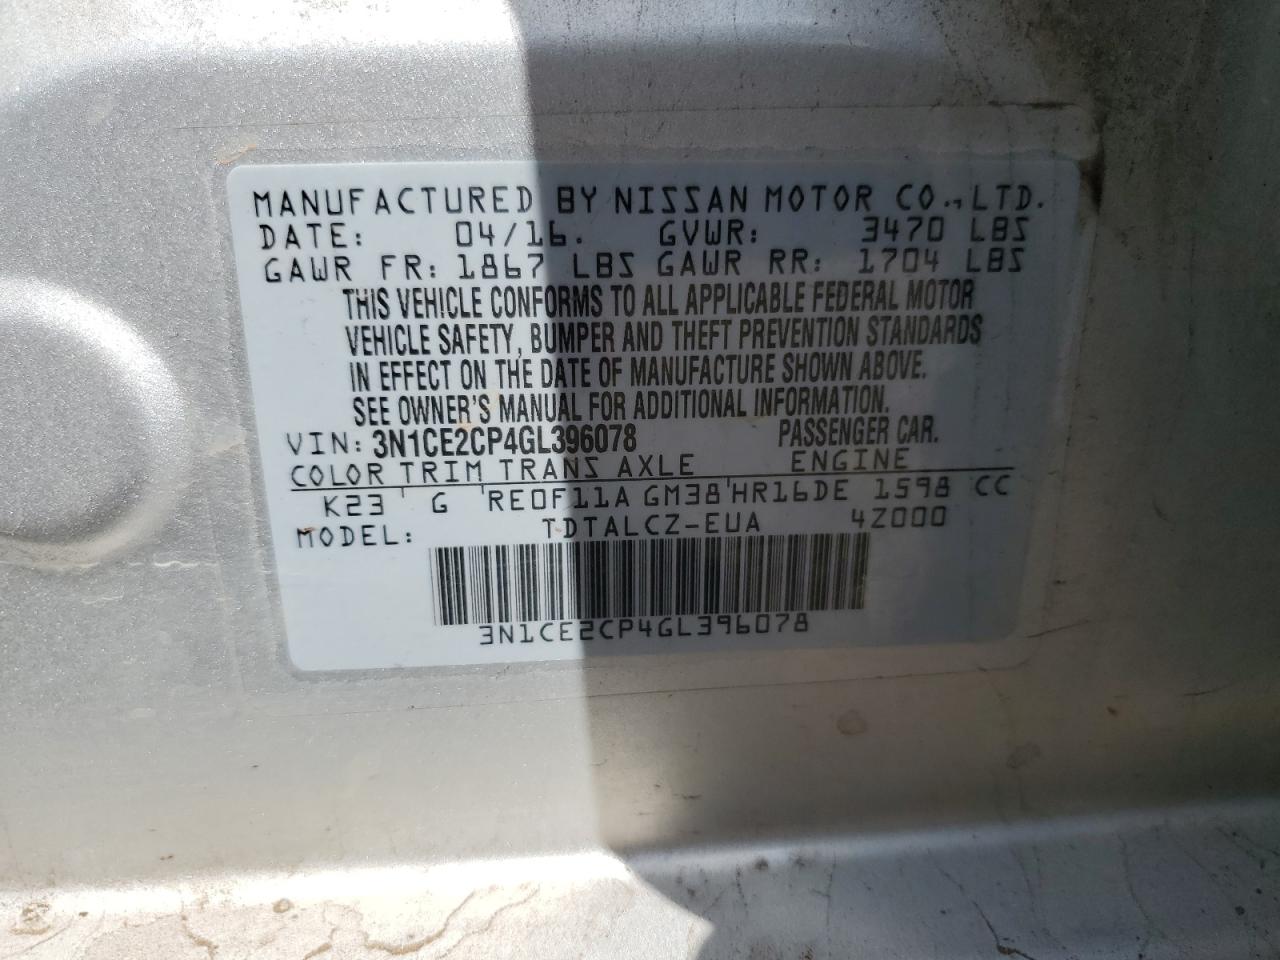 MANUFACTURED BY NISSAN MOTOR CO., LTD.
DATE: 04/16. GVWR: 3470 LBS
GAWR FR: 1867 LBS GAWR RR: 1704 LBS
THIS VEHICLE CONFORMS TO ALL APPLICABLE FEDERAL MOTOR
VEHICLE SAFETY, BUMPER AND THEFT PREVENTION STANDARDS
IN EFFECT ON THE DATE OF MANUFACTURE SHOWN ABOVE.
SEE OWNER'S MANUAL FOR ADDITIONAL INFORMATION.
VIN: 3N1CE2CP4GL396078 PASSENGER CAR.
COLOR TRIM TRANS AXLE ENGINE
K23 G RE0F11A GM38 HR16DE 1598 CC
MODEL: TDTALCZ-EUA 4Z000
3N1CE2CP4GL396078